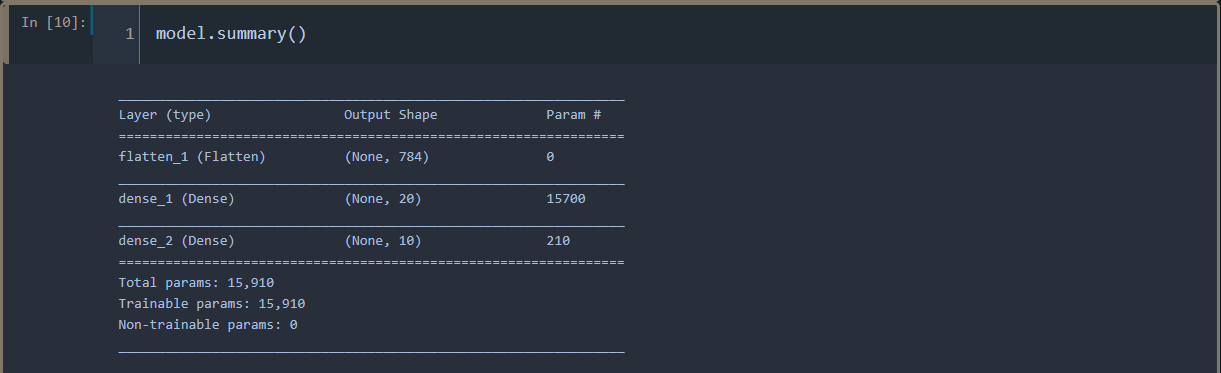 In [10]:
1 model.summary()
_________________________________________________________________
Layer (type)                 Output Shape              Param #
=================================================================
flatten_1 (Flatten)          (None, 784)               0
_________________________________________________________________
dense_1 (Dense)              (None, 20)                15700
_________________________________________________________________
dense_2 (Dense)              (None, 10)                210
=================================================================
Total params: 15,910
Trainable params: 15,910
Non-trainable params: 0
_________________________________________________________________